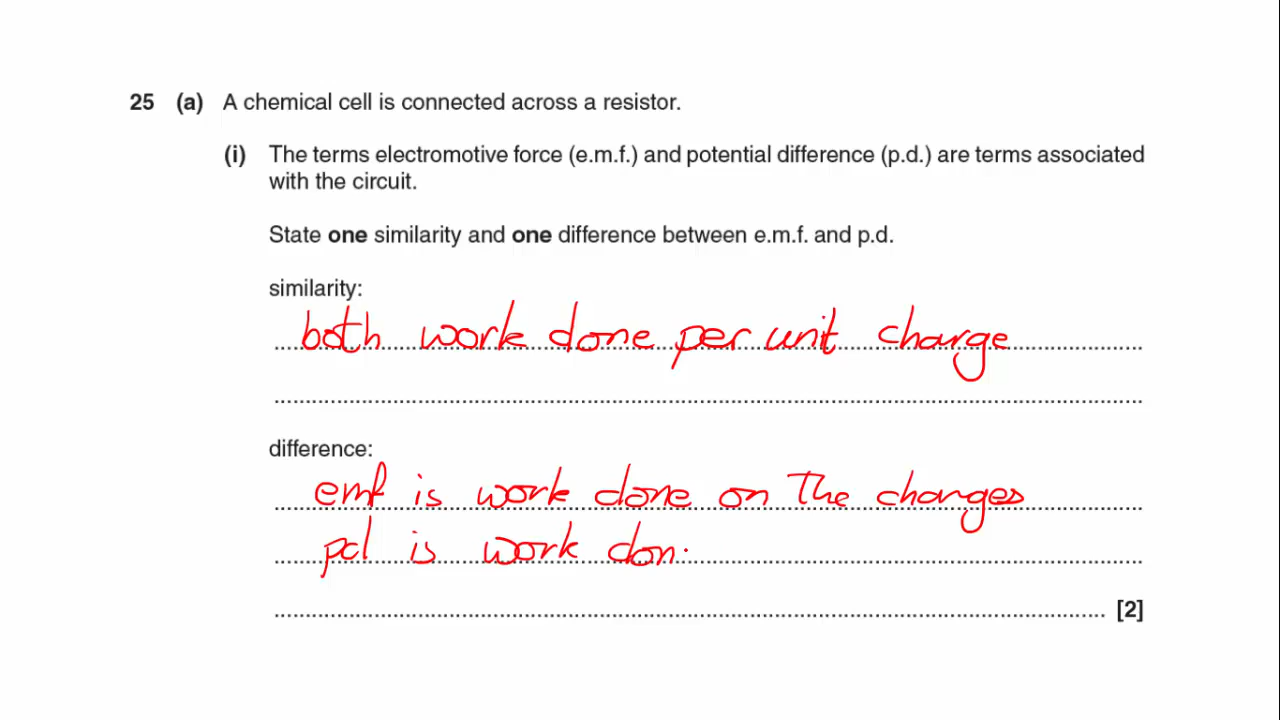 25 (a) A chemical cell is connected across a resistor.
(i) The terms electromotive force (e.m.f.) and potential difference (p.d.) are terms associated
with the circuit.
State one similarity and one difference between e.m.f. and p.d.
similarity:
both work done per unit charge
difference:
emf is work done on the charges
pd is work don
[2]